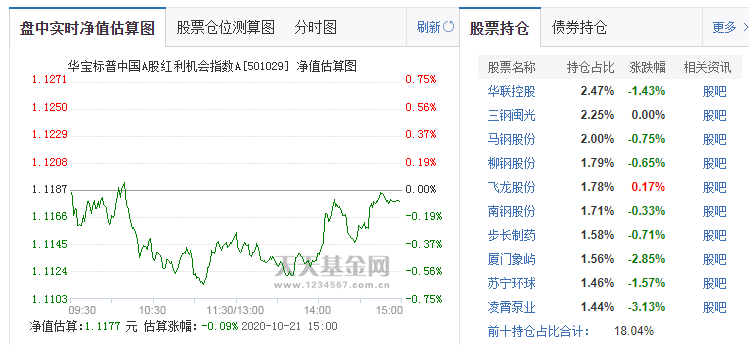 盘中实时净值估算图 股票仓位测算图 分时图 刷新
华宝标普中国A股红利机会指数A[501029] 净值估算图
1.1271 0.75%
1.1250 0.56%
1.1229 0.37%
1.1208 0.19%
1.1187 0.00%
1.1166 -0.19%
1.1145 -0.37%
1.1124 -0.56%
1.1103 -0.75%
天天基金网
www.1234567.com.cn
09:30 10:30 11:30/13:00 14:00 15:00
净值估算:1.1177 元 估算涨幅: -0.09% 2020-10-21 15:00
股票持仓 债券持仓 更多
股票名称 持仓占比 涨跌幅 相关资讯
华联控股 2.47% -1.43% 股吧
三钢闽光 2.25% 0.00% 股吧
马钢股份 2.00% -0.75% 股吧
柳钢股份 1.79% -0.65% 股吧
飞龙股份 1.78% 0.17% 股吧
南钢股份 1.71% -0.33% 股吧
步长制药 1.58% -0.71% 股吧
厦门象屿 1.56% -2.85% 股吧
苏宁环球 1.46% -1.57% 股吧
凌霄泵业 1.44% -3.13% 股吧
前十持仓占比合计: 18.04%